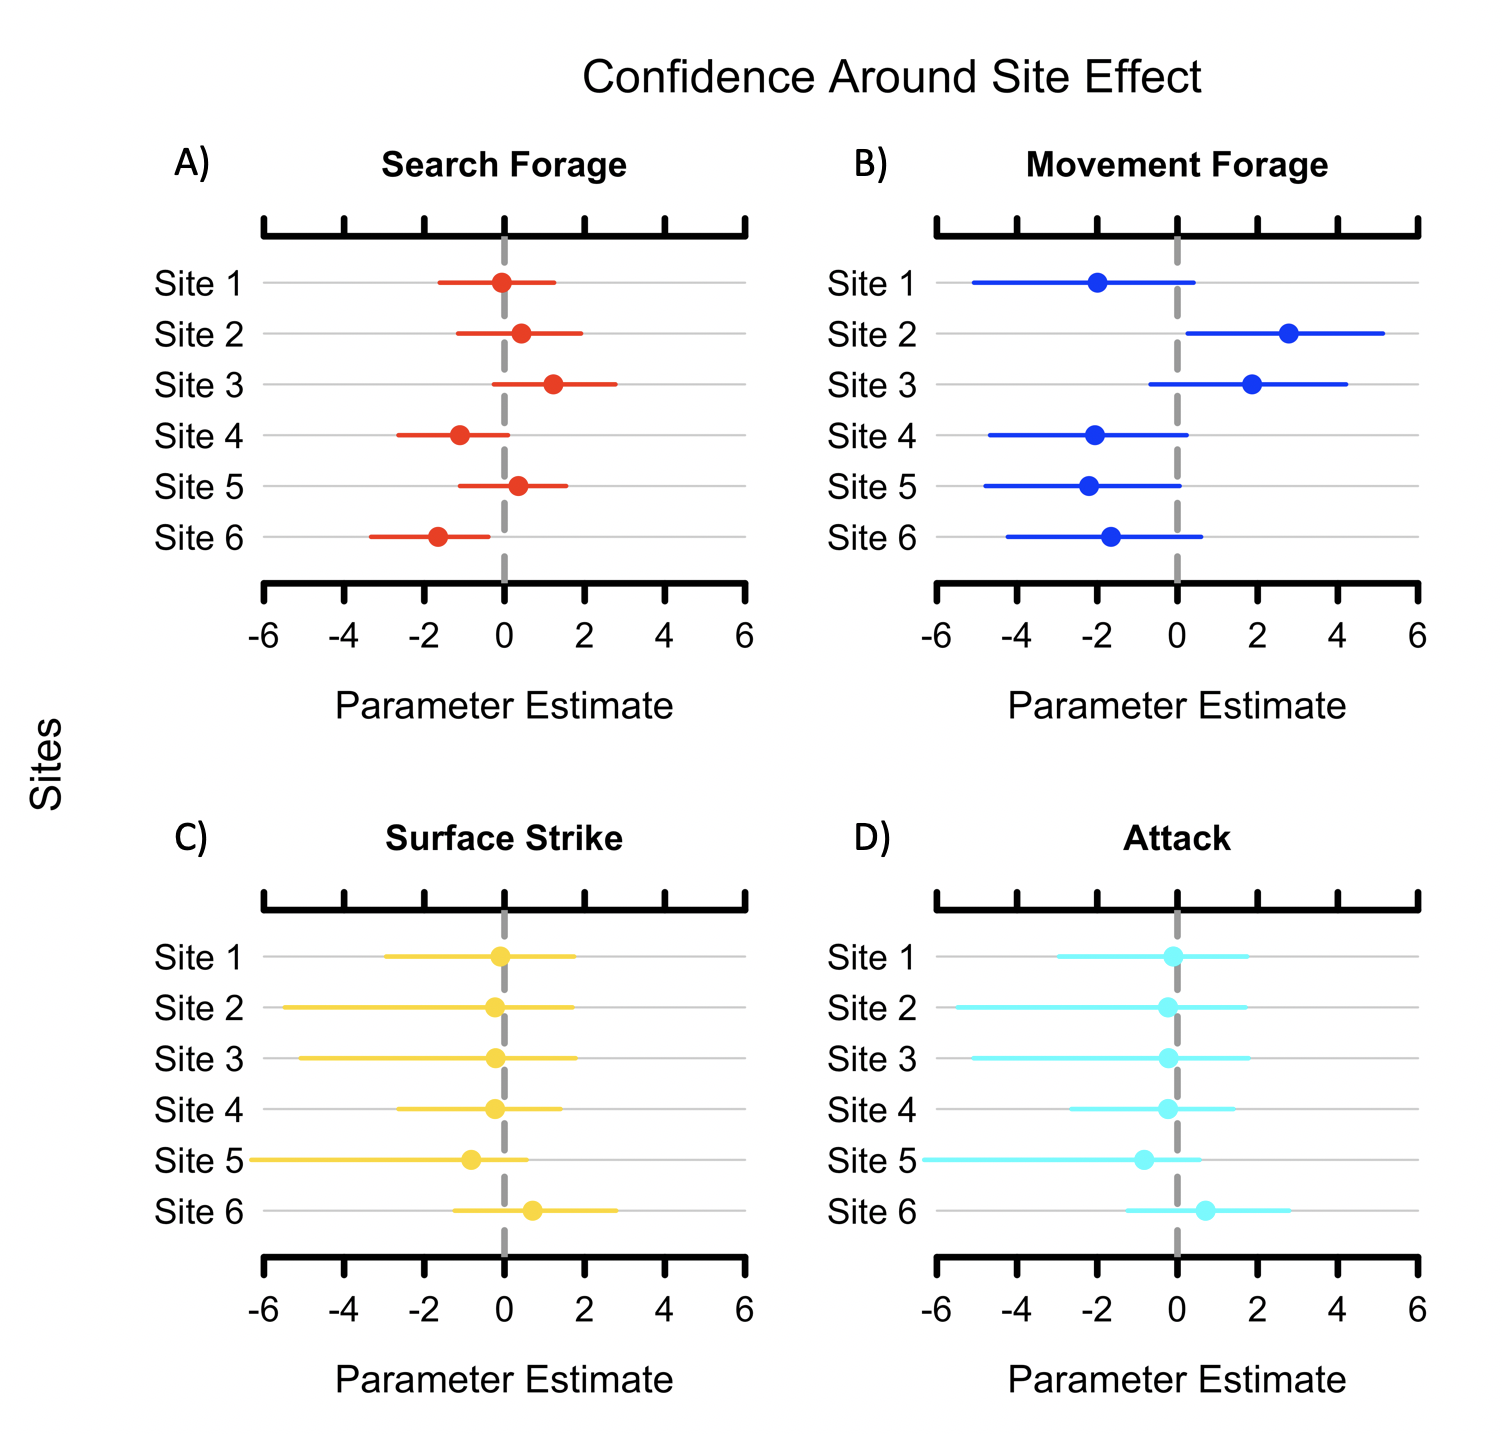 Confidence Around Site Effect
A)
Search Forage
Site 1
Site 2
Site 3
Site 4
Site 5
Site 6
-6 -4 -2 0 2 4 6
Parameter Estimate
B)
Movement Forage
Site 1
Site 2
Site 3
Site 4
Site 5
Site 6
-6 -4 -2 0 2 4 6
Parameter Estimate
Sites
C)
Surface Strike
Site 1
Site 2
Site 3
Site 4
Site 5
Site 6
-6 -4 -2 0 2 4 6
Parameter Estimate
D)
Attack
Site 1
Site 2
Site 3
Site 4
Site 5
Site 6
-6 -4 -2 0 2 4 6
Parameter Estimate